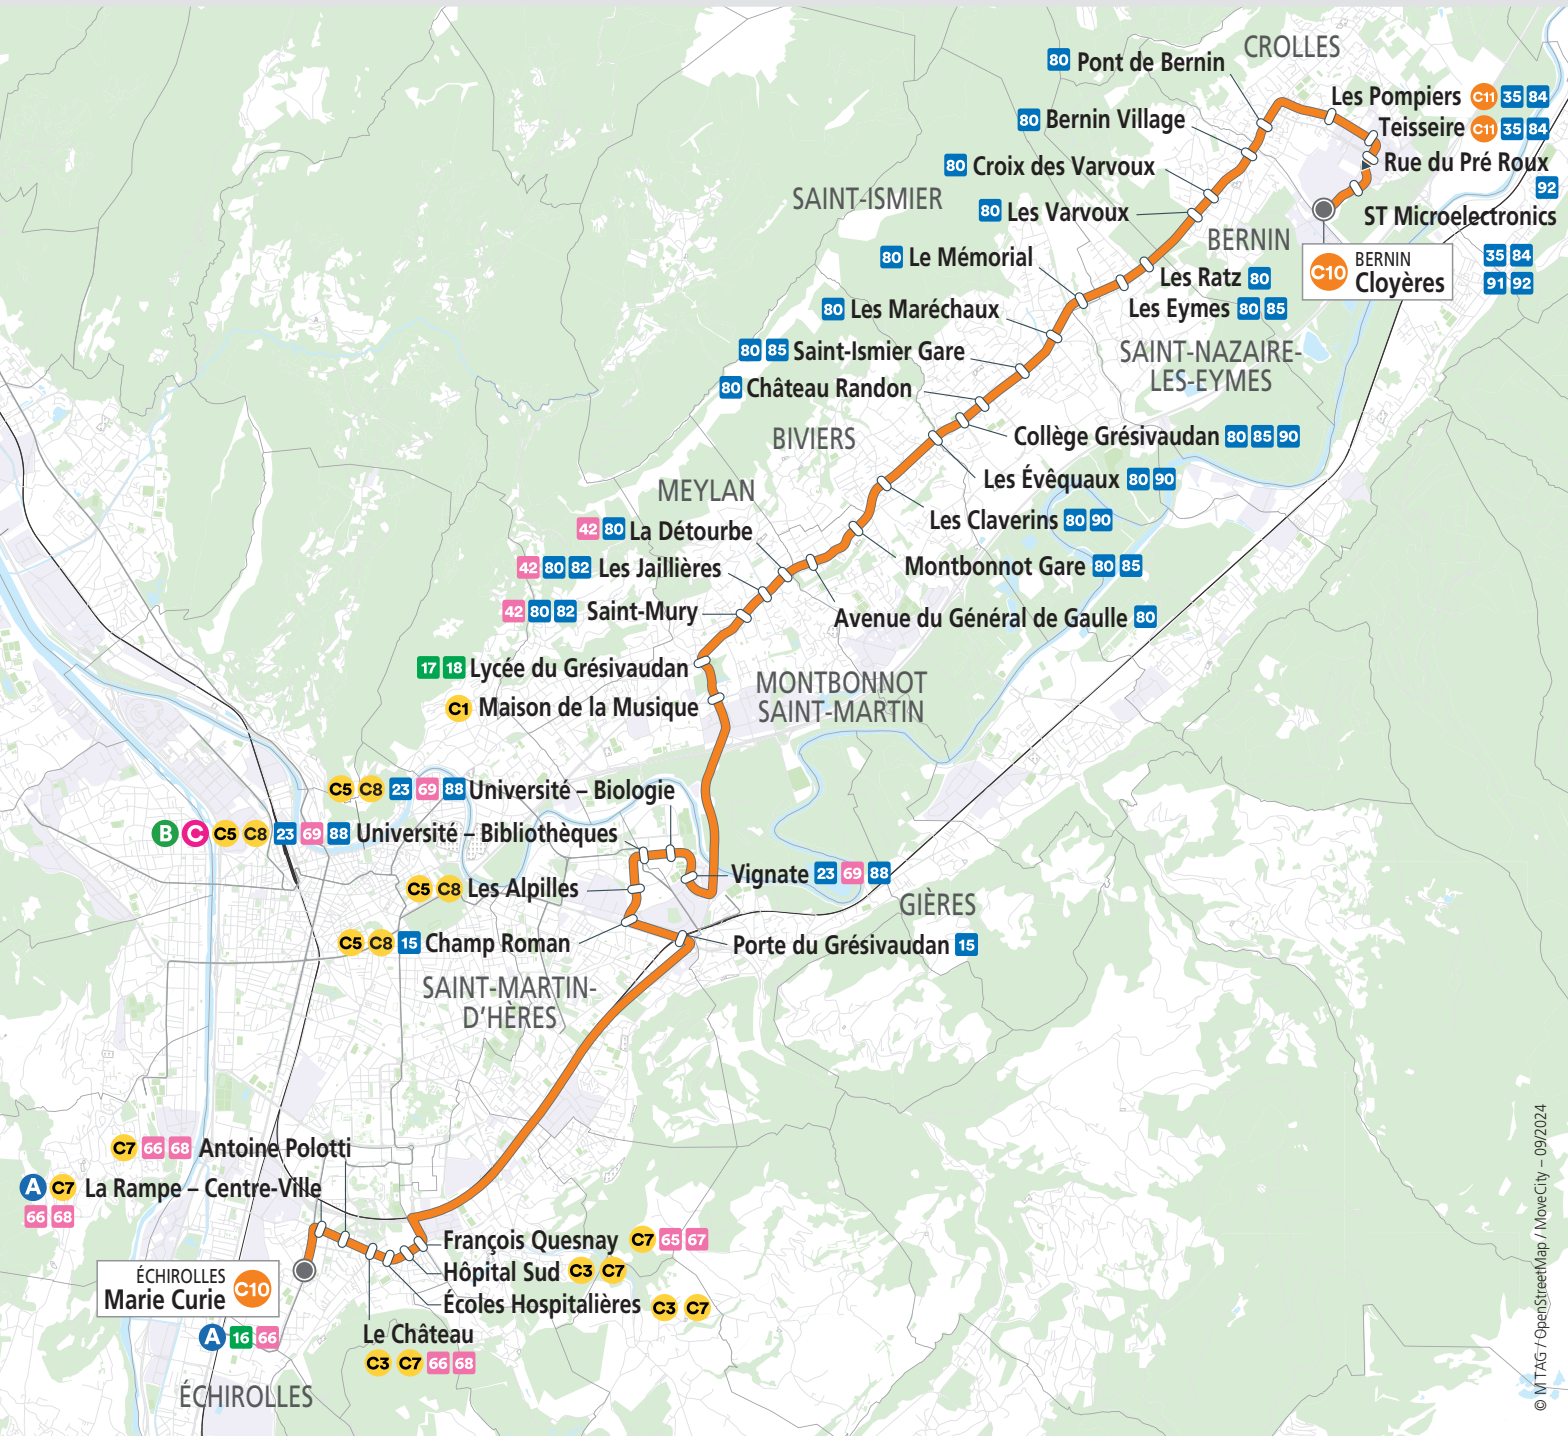 CROLLES
80 Pont de Bernin
Les Pompiers C11 35 84
80 Bernin Village
Teisseire C11 35 84
80 Croix des Varvoux
Rue du Pré Roux
92
SAINT-ISMIER
80 Les Varvoux
ST Microelectronics
35 84
91 92
BERNIN
C10 BERNIN
Cloyères
80 Le Mémorial
Les Ratz 80
80 Les Maréchaux
Les Eymes 80 85
80 85 Saint-Ismier Gare
SAINT-NAZAIRE-
LES-EYMES
80 Château Randon
BIVIERS
Collège Grésivaudan 80 85 90
Les Évêquaux 80 90
MEYLAN
Les Claverins 80 90
42 80 La Détourbe
42 80 82 Les Jaillières
Montbonnot Gare 80 85
42 80 82 Saint-Mury
Avenue du Général de Gaulle 80
17 18 Lycée du Grésivaudan
MONTBONNOT
SAINT-MARTIN
C1 Maison de la Musique
C5 C8 23 69 88 Université – Biologie
B C C5 C8 23 69 88 Université – Bibliothèques
Vignate 23 69 88
C5 C8 Les Alpilles
GIÈRES
C5 C8 15 Champ Roman
Porte du Grésivaudan 15
SAINT-MARTIN-
D'HÈRES
C7 66 68 Antoine Polotti
A C7 La Rampe – Centre-Ville
66 68
François Quesnay C7 65 67
Hôpital Sud C3 C7
ÉCHIROLLES
Marie Curie C10
A 16 66
Écoles Hospitalières C3 C7
Le Château
C3 C7 66 68
ÉCHIROLLES
© M TAG / OpenStreetMap / MoveCity – 09/2024